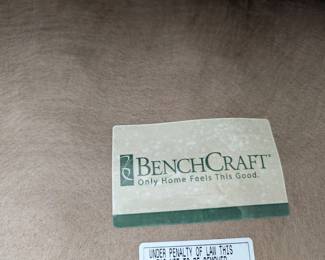 BENCHCRAFT®
Only Home Feels This Good.
UNDER PENALTY OF LAW THIS